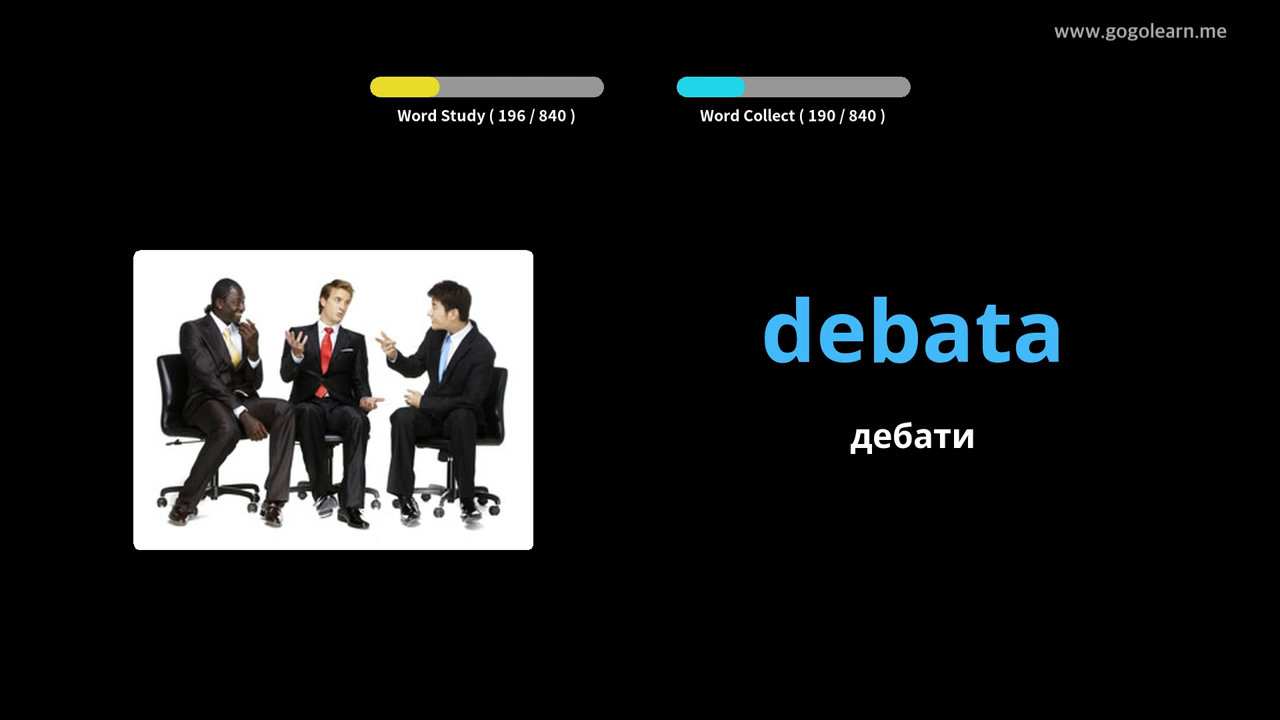 www.gogolearn.me
Word Study ( 196 / 840 )
Word Collect ( 190 / 840 )
debata
дебати